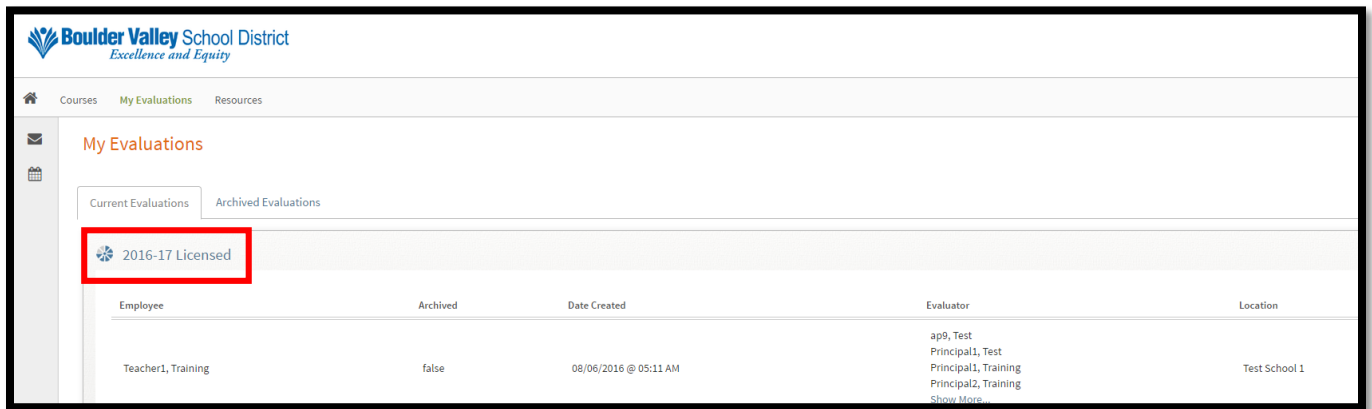 Boulder Valley School District
Excellence and Equity
Courses My Evaluations Resources
My Evaluations
Current Evaluations Archived Evaluations
2016-17 Licensed
Employee Archived Date Created Evaluator Location
ap9, Test
Principal1, Test
Teacher1, Training false 08/06/2016 @ 05:11 AM Principal1, Training Test School 1
Principal2, Training
Show More...